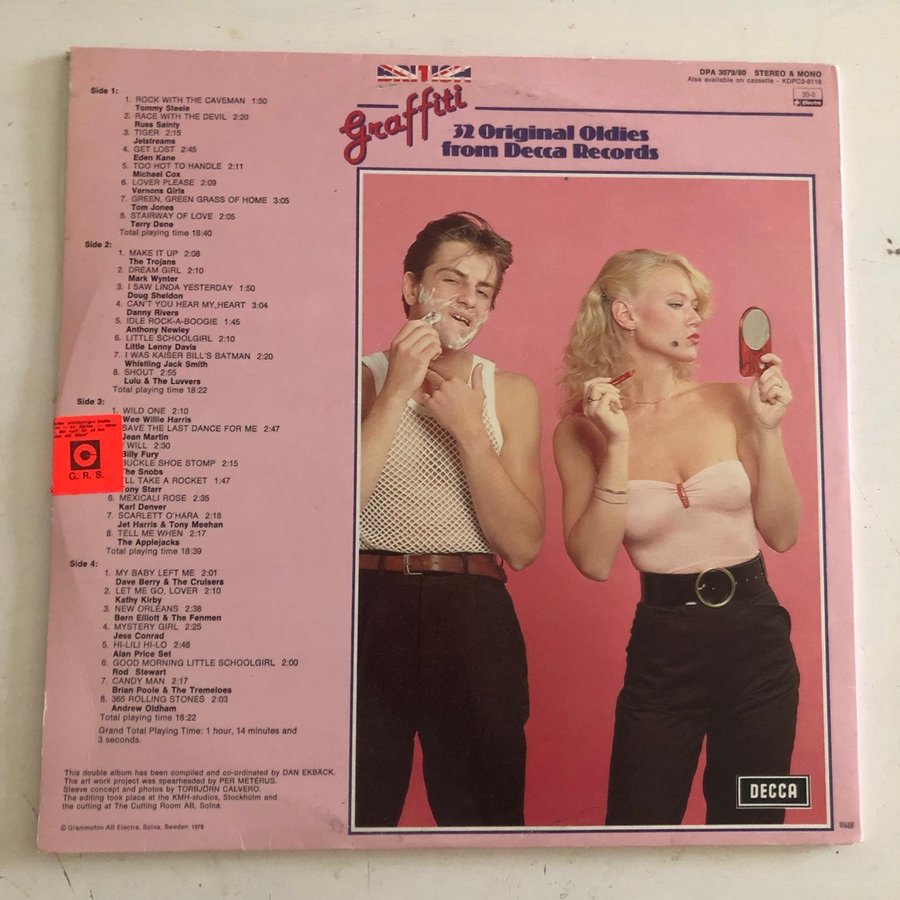 BRITISH
Graffiti
32 Original Oldies
from Decca Records
DPA 3079/80 STEREO & MONO
Also available on cassette - KDPC2-8116
30-2
Electra
Side 1:
1. ROCK WITH THE CAVEMAN 1:50
Tommy Steele
2. RACE WITH THE DEVIL 2:20
Russ Sainty
3. TIGER 2:15
Jetstreams
4. GET LOST 2:45
Eden Kane
5. TOO HOT TO HANDLE 2:11
Michael Cox
6. LOVER PLEASE 2:09
Vernons Girls
7. GREEN, GREEN GRASS OF HOME 3:05
Tom Jones
8. STAIRWAY OF LOVE 2:05
Terry Dene
Total playing time 18:40
Side 2:
1. MAKE IT UP 2:08
The Trojans
2. DREAM GIRL 2:10
Mark Wynter
3. I SAW LINDA YESTERDAY 1:50
Doug Sheldon
4. CAN'T YOU HEAR MY HEART 3:04
Danny Rivers
5. IDLE ROCK-A-BOOGIE 1:45
Anthony Newley
6. LITTLE SCHOOLGIRL 2:10
Little Lenny Davis
7. I WAS KAISER BILL'S BATMAN 2:20
Whistling Jack Smith
8. SHOUT 2:55
Lulu & The Luvvers
Total playing time 18:22
Side 3:
1. WILD ONE 2:10
Wee Willie Harris
SAVE THE LAST DANCE FOR ME 2:47
Jean Martin
I WILL 2:30
Billy Fury
BUCKLE SHOE STOMP 2:15
The Snobs
I'LL TAKE A ROCKET 1:47
Tony Starr
6. MEXICALI ROSE 2:35
Karl Denver
7. SCARLETT O'HARA 2:16
Jet Harris & Tony Meehan
8. TELL ME WHEN 2:17
The Applejacks
Total playing time 18:39
G. R. S.
Side 4:
1. MY BABY LEFT ME 2:01
Dave Berry & The Cruisers
2. LET ME GO, LOVER 2:10
Kathy Kirby
3. NEW ORLEANS 2:38
Bern Elliott & The Fenmen
4. MYSTERY GIRL 2:25
Jess Conrad
5. HI-LILI HI-LO 2:48
Alan Price Set
6. GOOD MORNING LITTLE SCHOOLGIRL 2:00
Rod Stewart
7. CANDY MAN 2:17
Brian Poole & The Tremeloes
8. 365 ROLLING STONES 2:03
Andrew Oldham
Total playing time 18:22
Grand Total Playing Time: 1 hour, 14 minutes and
3 seconds.
This double album has been compiled and co-ordinated by DAN EKBÄCK.
The art work project was spearheaded by PER METÉRUS.
Sleeve concept and photos by TORBJÖRN CALVERO.
The editing took place at the KMH-studios, Stockholm and
the cutting at The Cutting Room AB, Solna.
© Grammofon AB Electra, Solna, Sweden 1978
DECCA